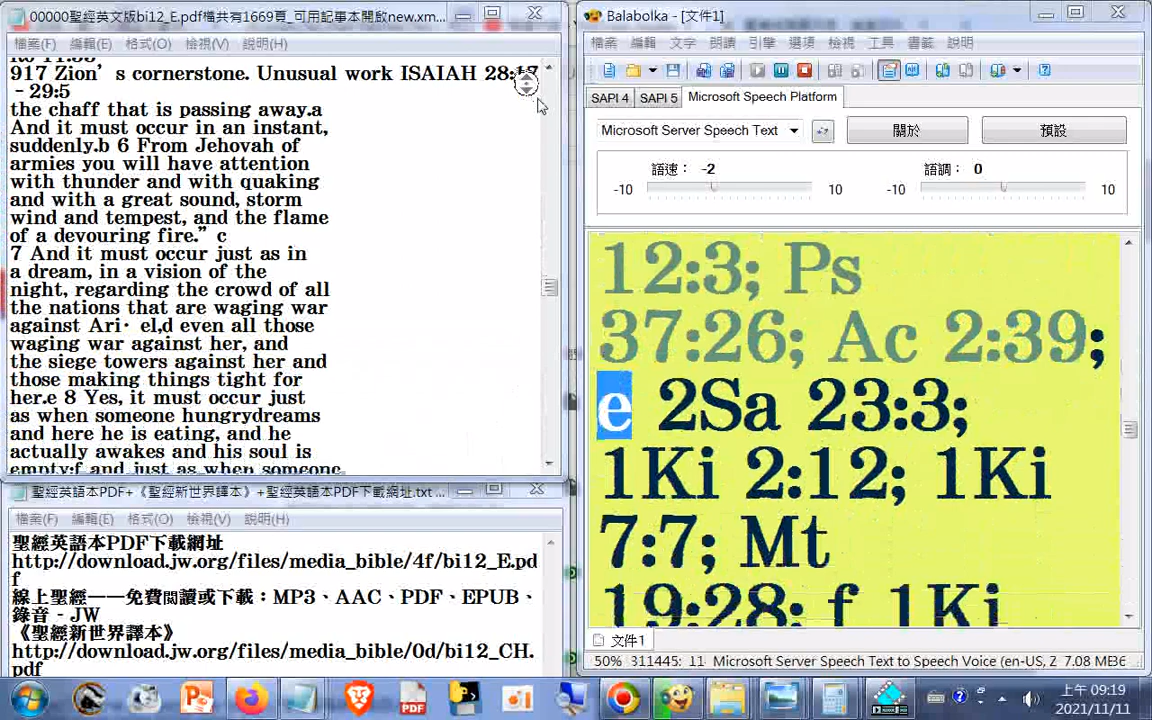 00000聖經英文版bi12_E.pdf檔共有1669頁_可用記事本開啟new.xm...
檔案(F) 編輯(E) 格式(O) 檢視(V) 說明(H)
917 Zion’s cornerstone. Unusual work ISAIAH 28:17
- 29:5
the chaff that is passing away.a
And it must occur in an instant,
suddenly.b 6 From Jehovah of
armies you will have attention
with thunder and with quaking
and with a great sound, storm
wind and tempest, and the flame
of a devouring fire.” c
7 And it must occur just as in
a dream, in a vision of the
night, regarding the crowd of all
the nations that are waging war
against Ari· el,d even all those
waging war against her, and
the siege towers against her and
those making things tight for
her.e 8 Yes, it must occur just
as when someone hungrydreams
and here he is eating, and he
actually awakes and his soul is
empty;f and just as when someone
聖經英語本PDF+《聖經新世界譯本》+聖經英語本PDF下載網址.txt ...
檔案(F) 編輯(E) 格式(O) 檢視(V) 說明(H)
聖經英語本PDF下載網址
http://download.jw.org/files/media_bible/4f/bi12_E.pd
f
線上聖經——免費閱讀或下載：MP3、AAC、PDF、EPUB、
錄音 - JW
《聖經新世界譯本》
http://download.jw.org/files/media_bible/0d/bi12_CH.
pdf
Balabolka - [文件1]
檔案 編輯 文字 朗讀 引擎 選項 檢視 工具 書籤 說明
SAPI 4 SAPI 5 Microsoft Speech Platform
Microsoft Server Speech Text 關於 預設
語速： -2 語調： 0
-10 10 -10 10
12:3; Ps
37:26; Ac 2:39;
e 2Sa 23:3;
1Ki 2:12; 1Ki
7:7; Mt
19:28; f 1Ki
文件1
50% 311445: 11 Microsoft Server Speech Text to Speech Voice (en-US, Z 7.08 MB
上午 09:19
2021/11/11